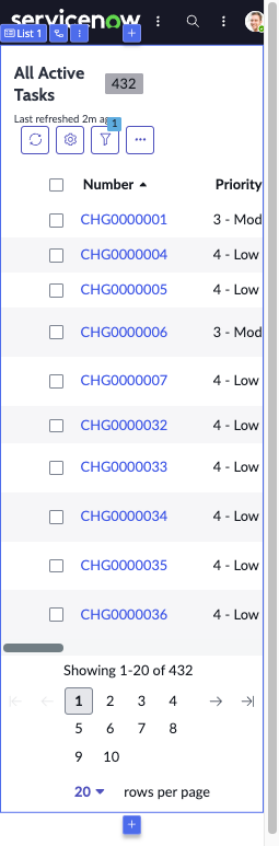 servicenow
List 1
All Active
Tasks
432
Last refreshed 2m
1
Number Priority
CHG0000001 3 - Mod
CHG0000004 4 - Low
CHG0000005 4 - Low
CHG0000006 3 - Mod
CHG0000007 4 - Low
CHG0000032 4 - Low
CHG0000033 4 - Low
CHG0000034 4 - Low
CHG0000035 4 - Low
CHG0000036 4 - Low
Showing 1-20 of 432
1 2 3 4
5 6 7 8
9 10
20 rows per page